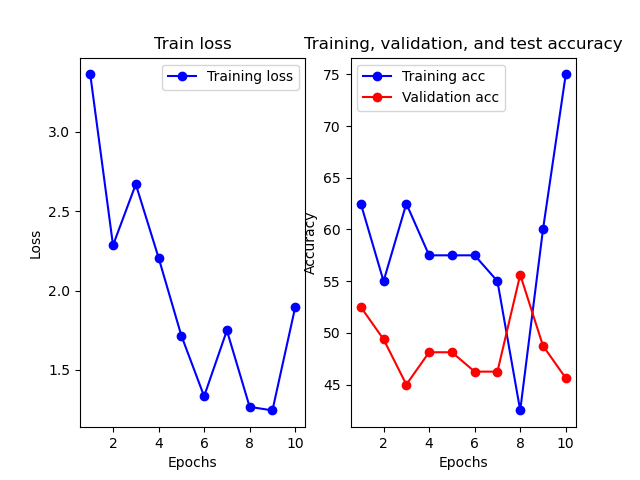 Train loss
Training loss
3.0
2.5
2.0
1.5
Loss
2 4 6 8 10
Epochs
Training, validation, and test accuracy
Training acc
Validation acc
75
70
65
60
55
50
45
Accuracy
2 4 6 8 10
Epochs